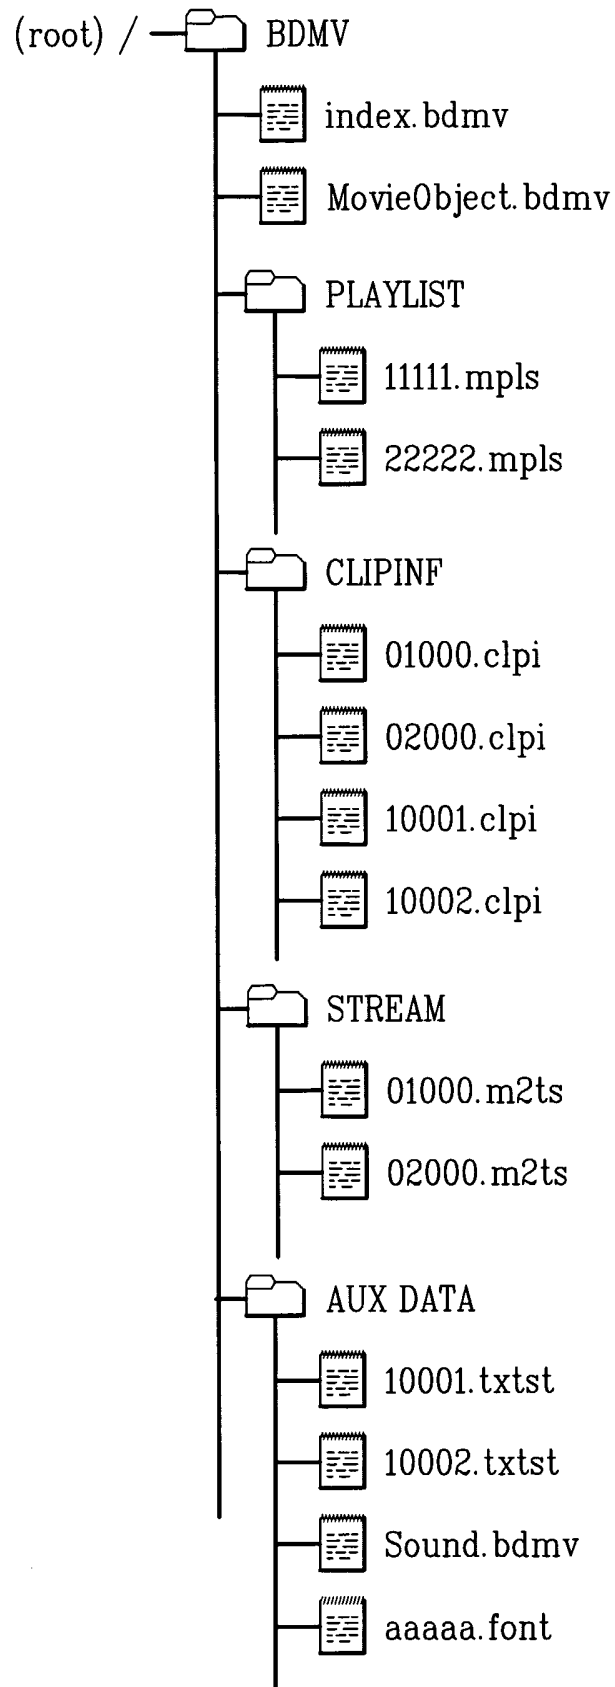 (root) / BDMV
index.bdmv
MovieObject.bdmv
PLAYLIST
11111.mpls
22222.mpls
CLIPINF
01000.clpi
02000.clpi
10001.clpi
10002.clpi
STREAM
01000.m2ts
02000.m2ts
AUX DATA
10001.txtst
10002.txtst
Sound.bdmv
aaaaa.font